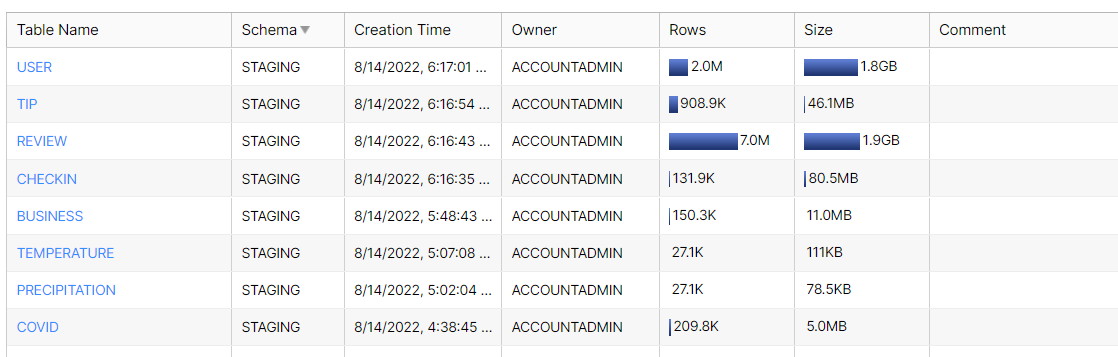 Table Name Schema Creation Time Owner Rows Size Comment
USER STAGING 8/14/2022, 6:17:01 ... ACCOUNTADMIN 2.0M 1.8GB
TIP STAGING 8/14/2022, 6:16:54 ... ACCOUNTADMIN 908.9K 46.1MB
REVIEW STAGING 8/14/2022, 6:16:43 ... ACCOUNTADMIN 7.0M 1.9GB
CHECKIN STAGING 8/14/2022, 6:16:35 ... ACCOUNTADMIN 131.9K 80.5MB
BUSINESS STAGING 8/14/2022, 5:48:43 ... ACCOUNTADMIN 150.3K 11.0MB
TEMPERATURE STAGING 8/14/2022, 5:07:08 ... ACCOUNTADMIN 27.1K 111KB
PRECIPITATION STAGING 8/14/2022, 5:02:04 ... ACCOUNTADMIN 27.1K 78.5KB
COVID STAGING 8/14/2022, 4:38:45 ... ACCOUNTADMIN 209.8K 5.0MB